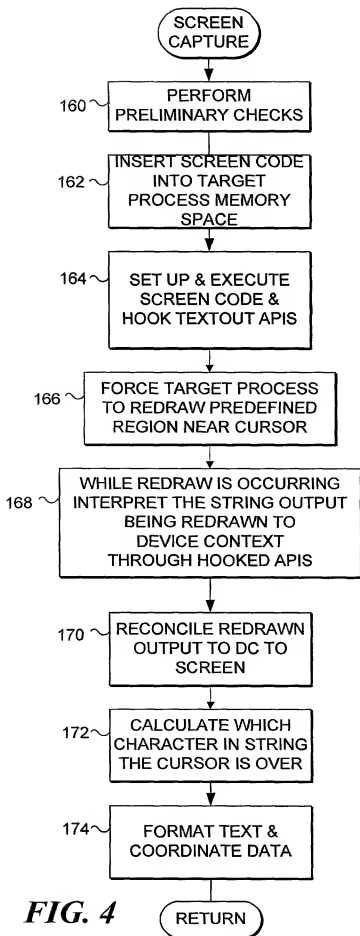 SCREEN
CAPTURE
160
PERFORM
PRELIMINARY CHECKS
162
INSERT SCREEN CODE
INTO TARGET
PROCESS MEMORY
SPACE
164
SET UP & EXECUTE
SCREEN CODE &
HOOK TEXTOUT APIS
166
FORCE TARGET PROCESS
TO REDRAW PREDEFINED
REGION NEAR CURSOR
168
WHILE REDRAW IS OCCURRING
INTERPRET THE STRING OUTPUT
BEING REDRAWN TO
DEVICE CONTEXT
THROUGH HOOKED APIS
170
RECONCILE REDRAWN
OUTPUT TO DC TO
SCREEN
172
CALCULATE WHICH
CHARACTER IN STRING
THE CURSOR IS OVER
174
FORMAT TEXT &
COORDINATE DATA
RETURN
FIG. 4